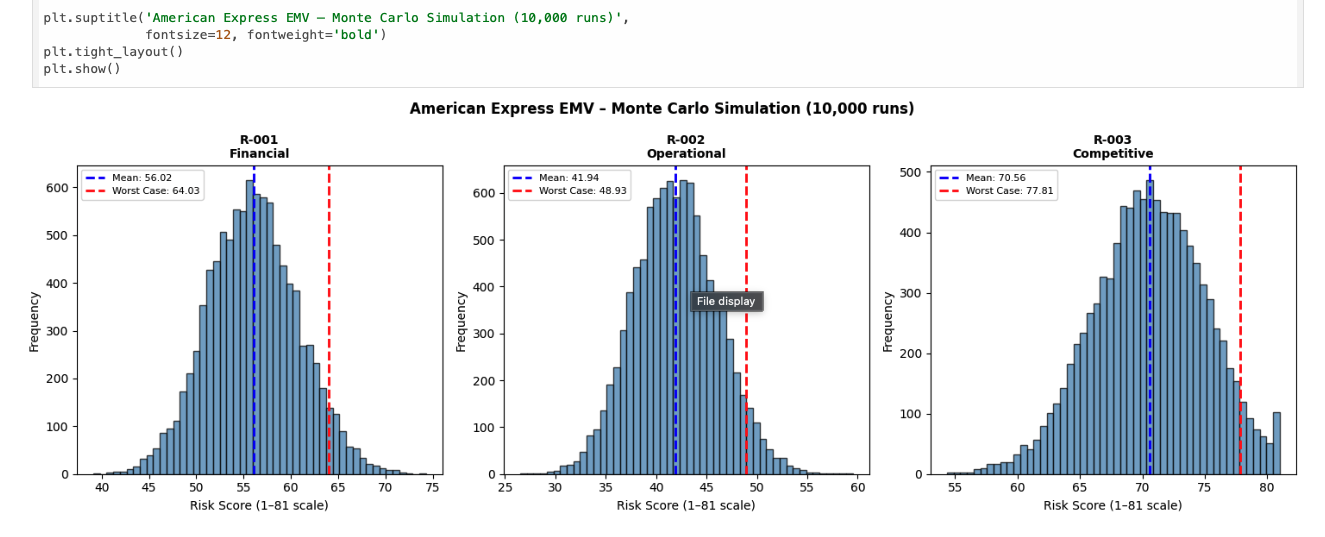 plt.suptitle('American Express EMV – Monte Carlo Simulation (10,000 runs)',
fontsize=12, fontweight='bold')
plt.tight_layout()
plt.show()
American Express EMV – Monte Carlo Simulation (10,000 runs)
R-001
Financial
Mean: 56.02
Worst Case: 64.03
600
500
400
300
200
100
0
Frequency
40 45 50 55 60 65 70 75
Risk Score (1–81 scale)
R-002
Operational
Mean: 41.94
Worst Case: 48.93
File display
600
500
400
300
200
100
0
Frequency
25 30 35 40 45 50 55 60
Risk Score (1–81 scale)
R-003
Competitive
Mean: 70.56
Worst Case: 77.81
500
400
300
200
100
0
Frequency
55 60 65 70 75 80
Risk Score (1–81 scale)